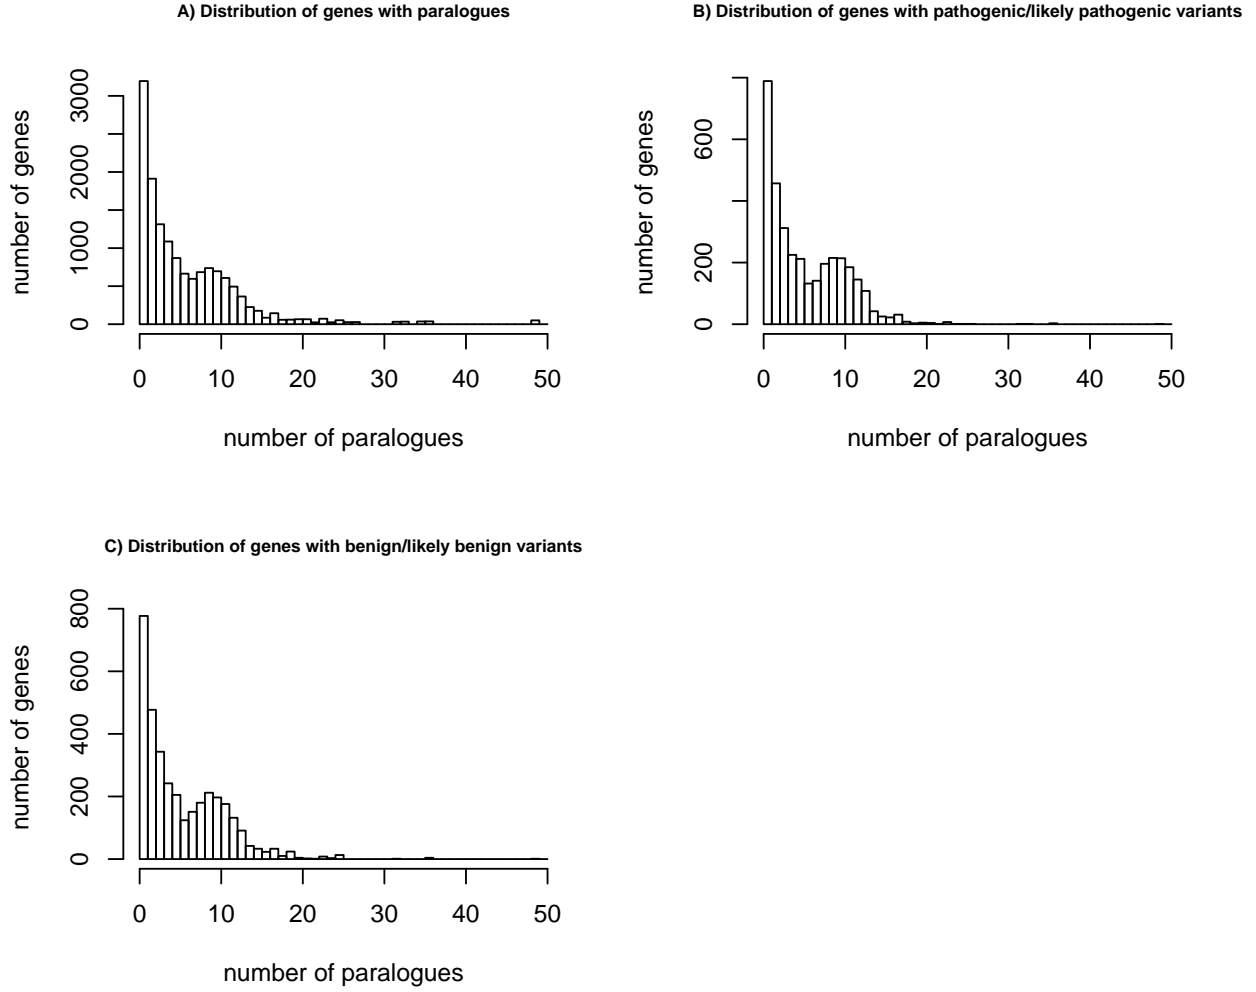 A) Distribution of genes with paralogues
number of genes
0
1000
2000
3000
0 10 20 30 40 50
number of paralogues
B) Distribution of genes with pathogenic/likely pathogenic variants
number of genes
0
200
600
0 10 20 30 40 50
number of paralogues
C) Distribution of genes with benign/likely benign variants
number of genes
0
200
400
600
800
0 10 20 30 40 50
number of paralogues